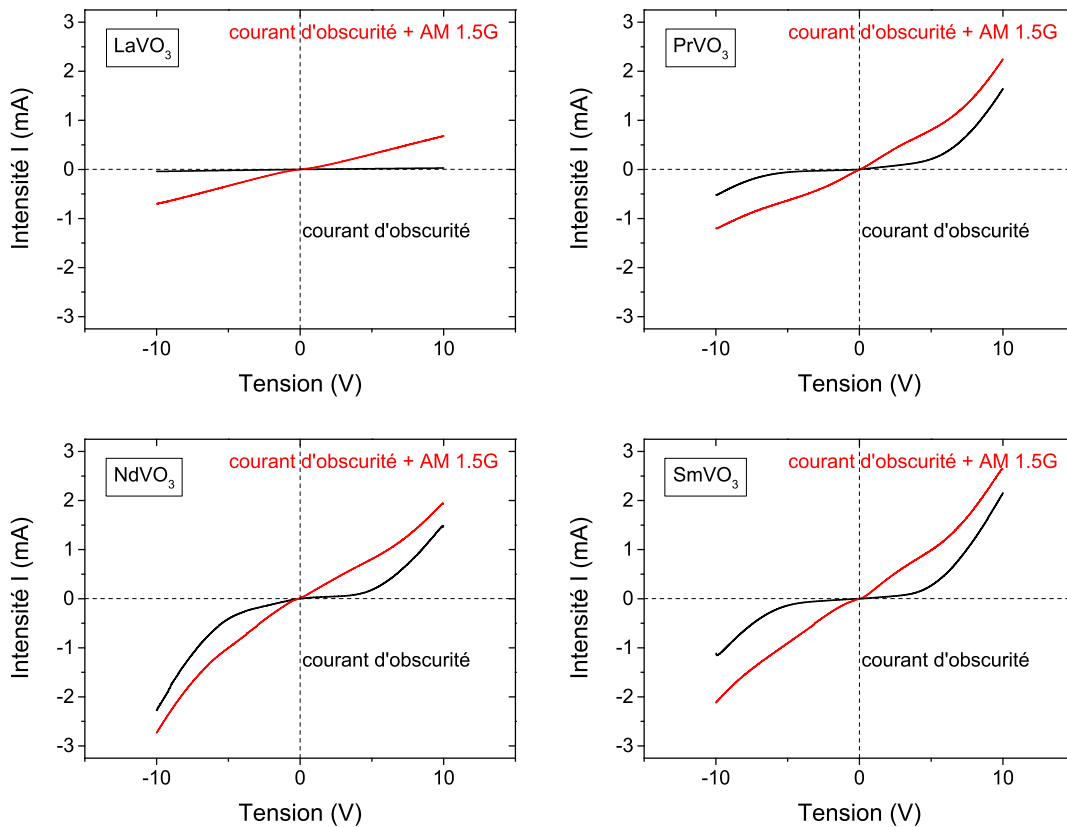 LaVO3
courant d'obscurité + AM 1.5G
3
2
1
0
-1
-2
-3
Intensité I (mA)
courant d'obscurité
-10
0
10
Tension (V)
PrVO3
courant d'obscurité + AM 1.5G
3
2
1
0
-1
-2
-3
Intensité I (mA)
courant d'obscurité
-10
0
10
Tension (V)
NdVO3
courant d'obscurité + AM 1.5G
3
2
1
0
-1
-2
-3
Intensité I (mA)
courant d'obscurité
-10
0
10
Tension (V)
SmVO3
courant d'obscurité + AM 1.5G
3
2
1
0
-1
-2
-3
Intensité I (mA)
courant d'obscurité
-10
0
10
Tension (V)